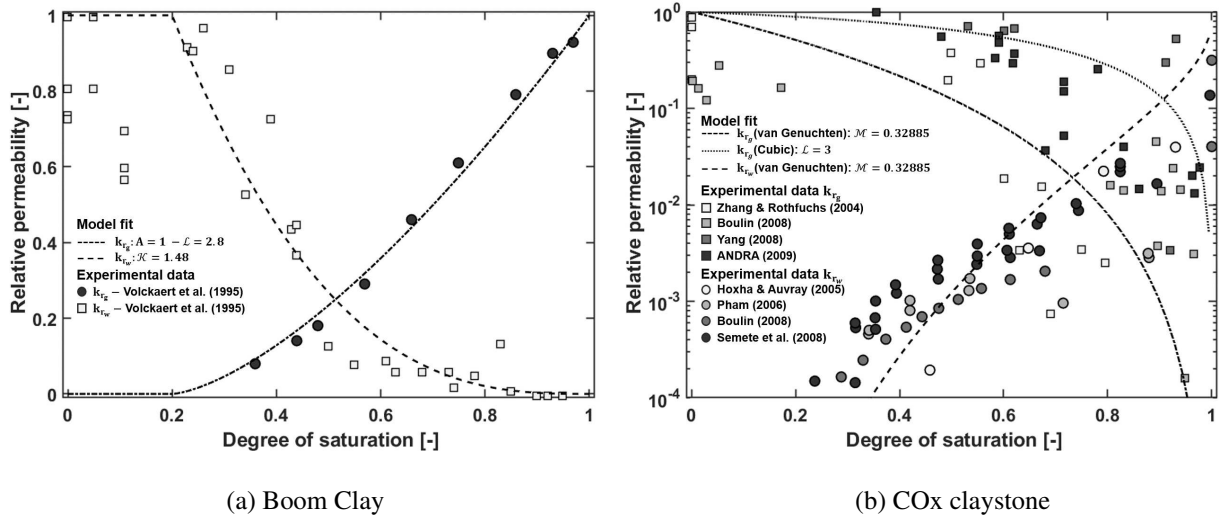 1
0.8
0.6
0.4
0.2
0
Relative permeability [-]
Model fit
k_rg: A = 1 − ℒ = 2.8
k_rw: 𝒦 = 1.48
Experimental data
k_rg − Volckaert et al. (1995)
k_rw − Volckaert et al. (1995)
0 0.2 0.4 0.6 0.8 1
Degree of saturation [-]
(a) Boom Clay
10^0
10^-1
10^-2
10^-3
10^-4
Relative permeability [-]
Model fit
k_rg(van Genuchten): ℳ = 0.32885
k_rg(Cubic): ℒ = 3
k_rw(van Genuchten): ℳ = 0.32885
Experimental data k_rg
Zhang & Rothfuchs (2004)
Boulin (2008)
Yang (2008)
ANDRA (2009)
Experimental data k_rw
Hoxha & Auvray (2005)
Pham (2006)
Boulin (2008)
Semete et al. (2008)
0.2 0.4 0.6 0.8 1
Degree of saturation [-]
(b) COx claystone